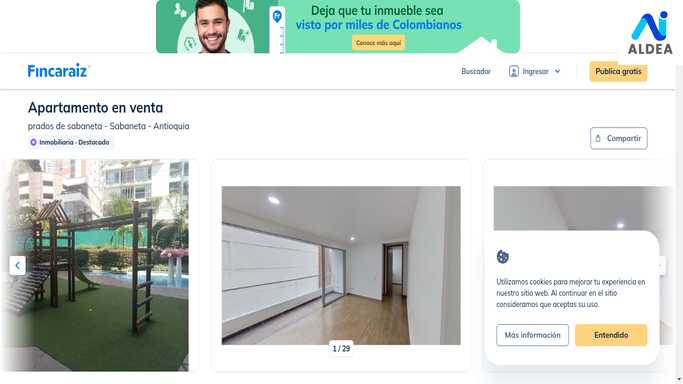 Deja que tu inmueble sea
visto por miles de Colombianos
Conoce más aquí
Fr
ALDEA
Fincaraiz
Buscador
Ingresar
Publica gratis
Apartamento en venta
prados de sabaneta - Sabaneta - Antioquia
Inmobiliaria - Destacado
Compartir
1 / 29
Utilizamos cookies para mejorar tu experiencia en
nuestro sitio web. Al continuar en el sitio
consideramos que aceptas su uso.
Más información
Entendido